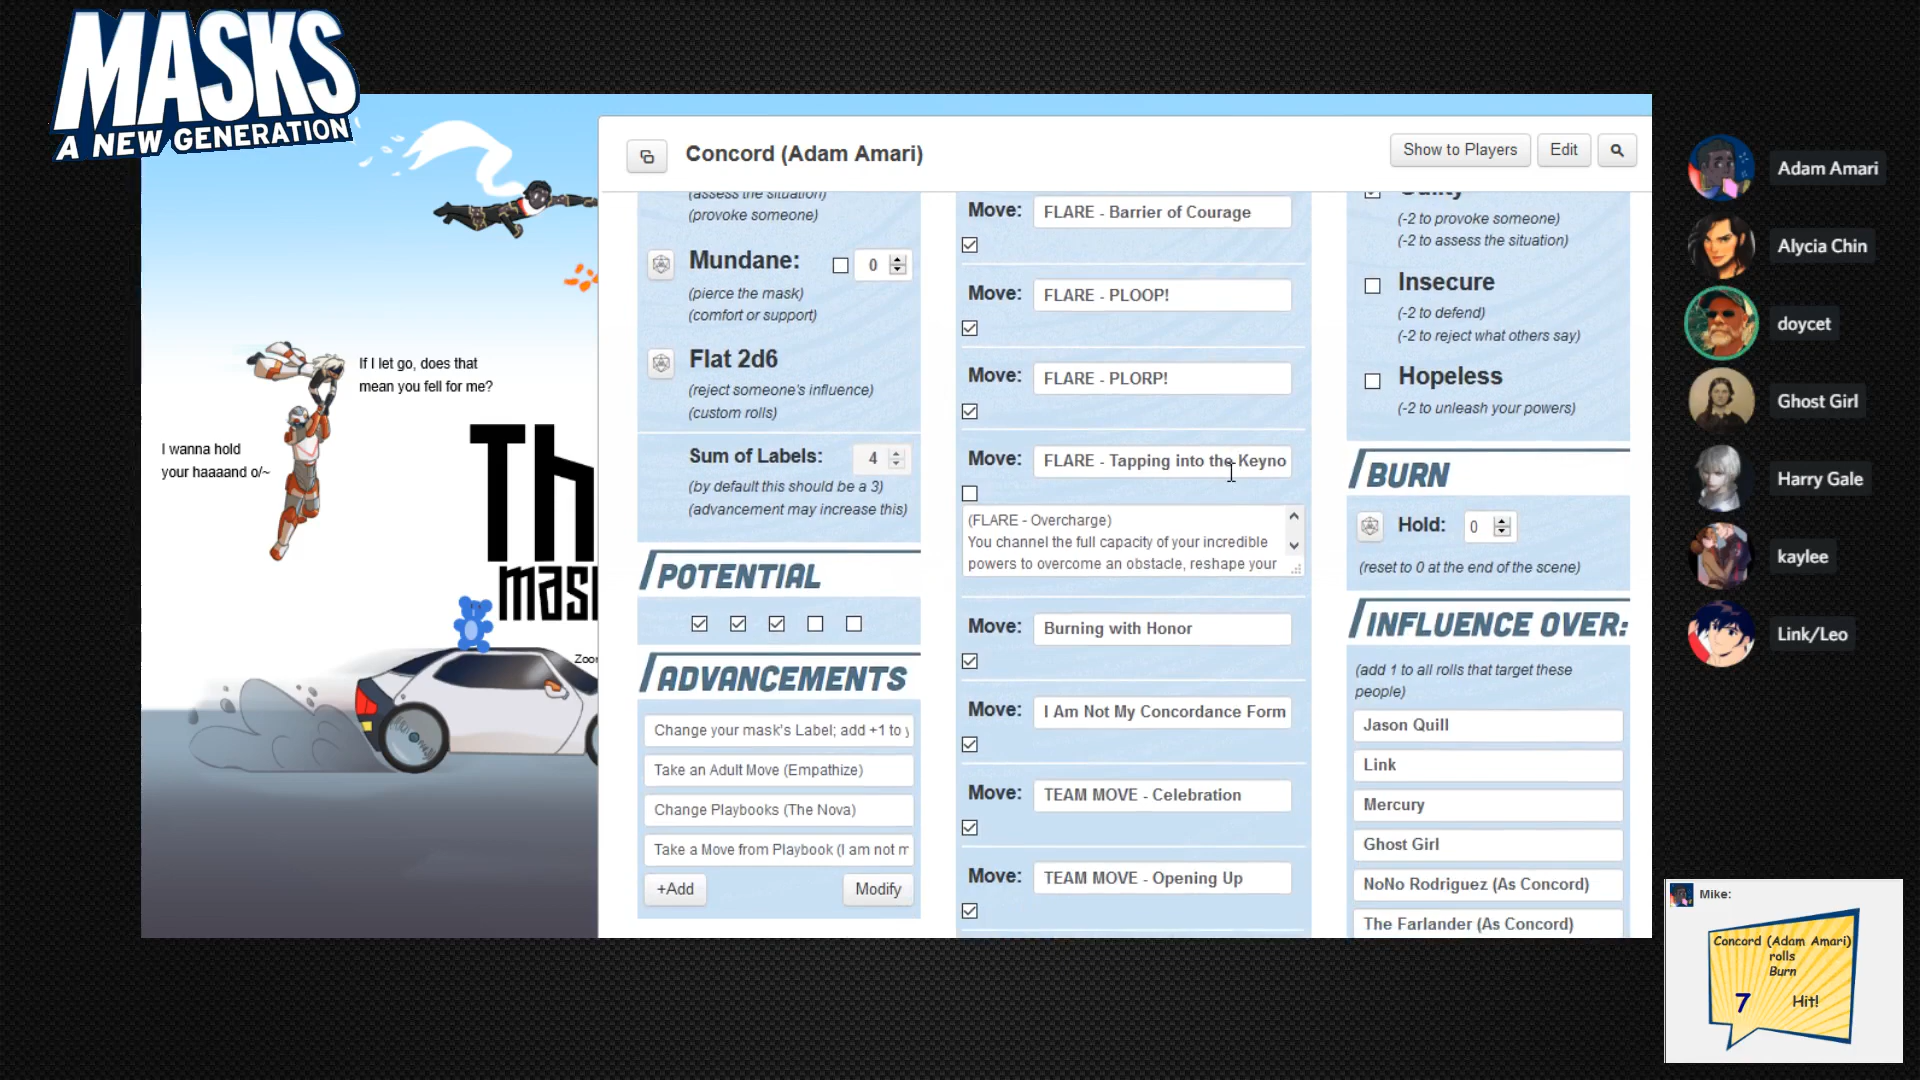 MASKS
A NEW GENERATION
If I let go, does that
mean you fell for me?
I wanna hold
your haaaand o/~
Th
mas
Zoo
Concord (Adam Amari)
Show to Players
Edit
(assess the situation)
(provoke someone)
Mundane:
0
(pierce the mask)
(comfort or support)
Flat 2d6
(reject someone's influence)
(custom rolls)
Sum of Labels:
4
(by default this should be a 3)
(advancement may increase this)
POTENTIAL
ADVANCEMENTS
Change your mask's Label; add +1 to y
Take an Adult Move (Empathize)
Change Playbooks (The Nova)
Take a Move from Playbook (I am not m
+Add
Modify
Move: FLARE - Barrier of Courage
Move: FLARE - PLOOP!
Move: FLARE - PLORP!
Move: FLARE - Tapping into the Keyno
(FLARE - Overcharge)
You channel the full capacity of your incredible
powers to overcome an obstacle, reshape your
Move: Burning with Honor
Move: I Am Not My Concordance Form
Move: TEAM MOVE - Celebration
Move: TEAM MOVE - Opening Up
Guilty
(-2 to provoke someone)
(-2 to assess the situation)
Insecure
(-2 to defend)
(-2 to reject what others say)
Hopeless
(-2 to unleash your powers)
BURN
Hold: 0
(reset to 0 at the end of the scene)
INFLUENCE OVER:
(add 1 to all rolls that target these
people)
Jason Quill
Link
Mercury
Ghost Girl
NoNo Rodriguez (As Concord)
The Farlander (As Concord)
Adam Amari
Alycia Chin
doycet
Ghost Girl
Harry Gale
kaylee
Link/Leo
Mike:
Concord (Adam Amari)
rolls
Burn
7 Hit!